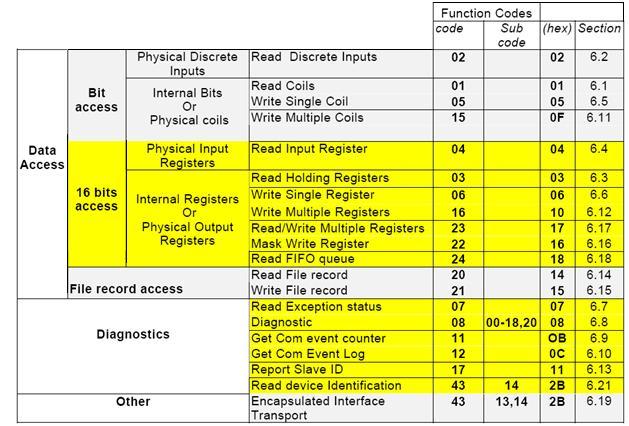 Function Codes
code Sub code (hex) Section
Data Access
Bit access
Physical Discrete Inputs
Read Discrete Inputs 02 02 6.2
Internal Bits Or Physical coils
Read Coils 01 01 6.1
Write Single Coil 05 05 6.5
Write Multiple Coils 15 0F 6.11
16 bits access
Physical Input Registers
Read Input Register 04 04 6.4
Internal Registers Or Physical Output Registers
Read Holding Registers 03 03 6.3
Write Single Register 06 06 6.6
Write Multiple Registers 16 10 6.12
Read/Write Multiple Registers 23 17 6.17
Mask Write Register 22 16 6.16
Read FIFO queue 24 18 6.18
File record access
Read File record 20 14 6.14
Write File record 21 15 6.15
Diagnostics
Read Exception status 07 07 6.7
Diagnostic 08 00-18,20 08 6.8
Get Com event counter 11 OB 6.9
Get Com Event Log 12 0C 6.10
Report Slave ID 17 11 6.13
Read device Identification 43 14 2B 6.21
Other
Encapsulated Interface Transport 43 13,14 2B 6.19